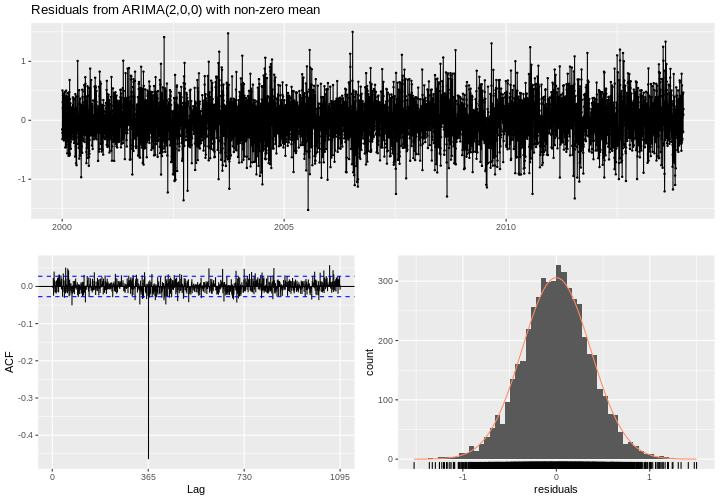 Residuals from ARIMA(2,0,0) with non-zero mean
1
0
-1
2000 2005 2010
ACF
0.0
-0.1
-0.2
-0.3
-0.4
0 365 730 1095
Lag
count
300
200
100
0
-1 0 1
residuals